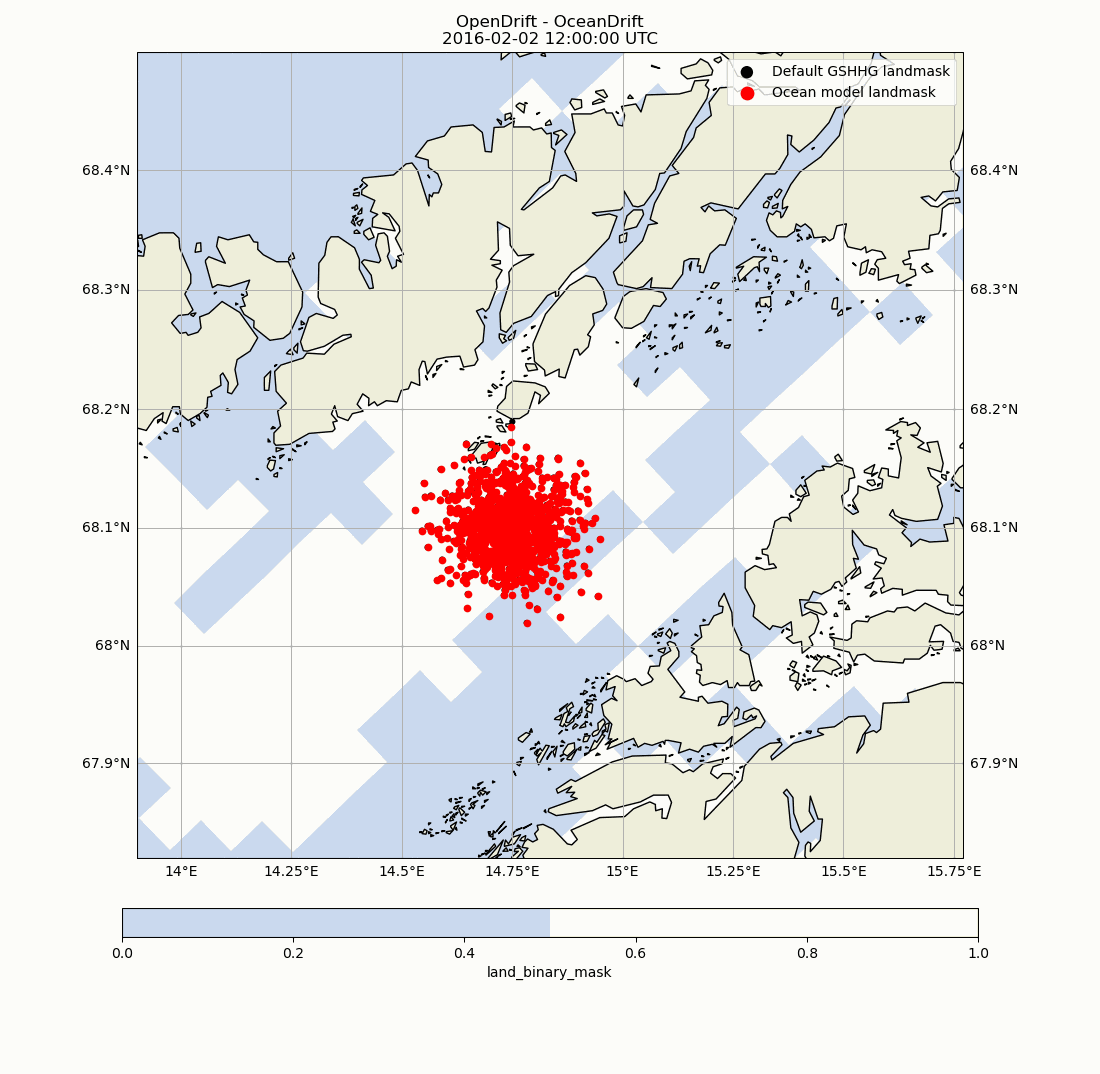 OpenDrift - OceanDrift
2016-02-02 12:00:00 UTC
Default GSHHG landmask
Ocean model landmask
68.4°N 68.4°N
68.3°N 68.3°N
68.2°N 68.2°N
68.1°N 68.1°N
68°N 68°N
67.9°N 67.9°N
14°E 14.25°E 14.5°E 14.75°E 15°E 15.25°E 15.5°E 15.75°E
0.0 0.2 0.4 0.6 0.8 1.0
land_binary_mask